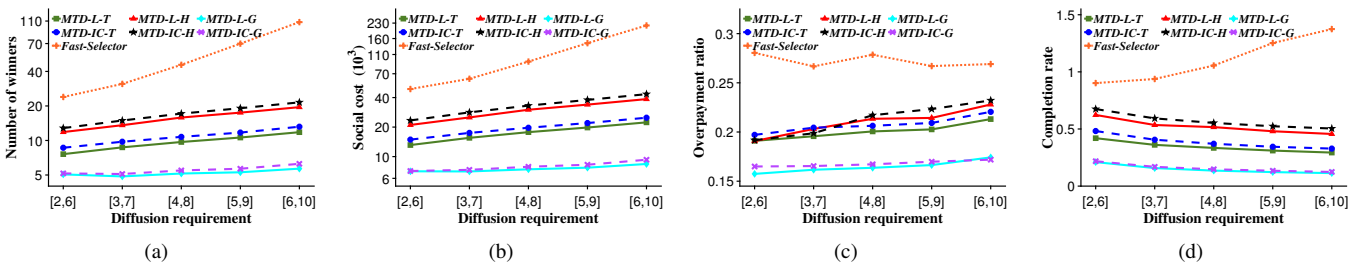 Number of winners
110
70
40
20
10
5
MTD-L-T MTD-L-H MTD-L-G
MTD-IC-T MTD-IC-H MTD-IC-G
Fast-Selector
[2,6] [3,7] [4,8] [5,9] [6,10]
Diffusion requirement
(a)
Social cost (10^3)
230
160
110
70
40
20
10
6
MTD-L-T MTD-L-H MTD-L-G
MTD-IC-T MTD-IC-H MTD-IC-G
Fast-Selector
[2,6] [3,7] [4,8] [5,9] [6,10]
Diffusion requirement
(b)
Overpayment ratio
0.3
0.25
0.2
0.15
MTD-L-T MTD-L-H MTD-L-G
MTD-IC-T MTD-IC-H MTD-IC-G
Fast-Selector
[2,6] [3,7] [4,8] [5,9] [6,10]
Diffusion requirement
(c)
Completion rate
1.5
1
0.5
0
MTD-L-T MTD-L-H MTD-L-G
MTD-IC-T MTD-IC-H MTD-IC-G
Fast-Selector
[2,6] [3,7] [4,8] [5,9] [6,10]
Diffusion requirement
(d)